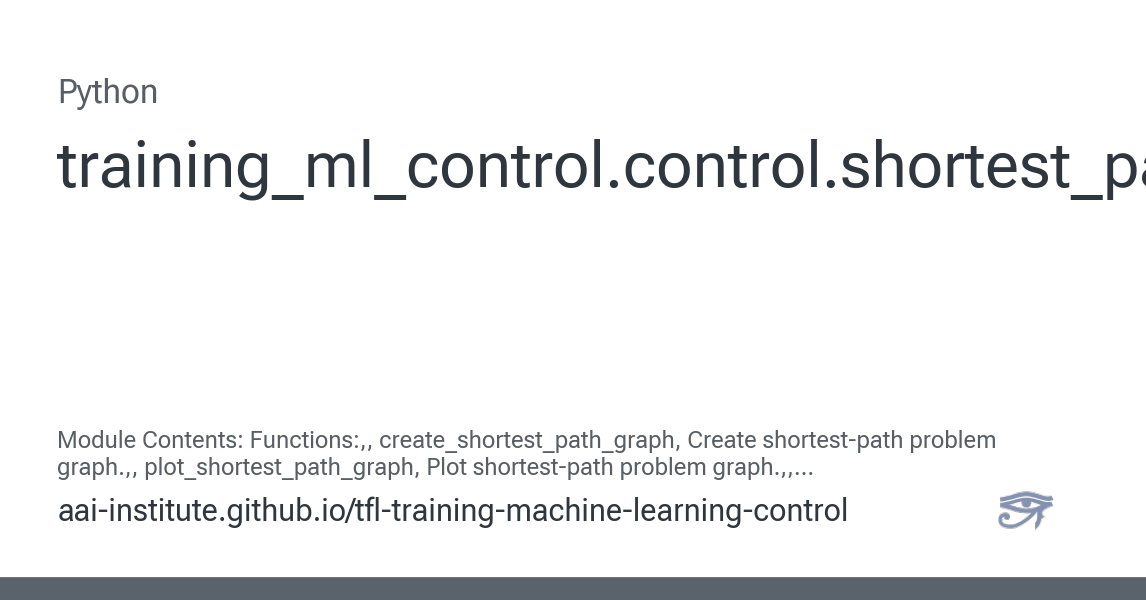 Python
training_ml_control.control.shortest_pa
Module Contents: Functions:,, create_shortest_path_graph, Create shortest-path problem
graph.,, plot_shortest_path_graph, Plot shortest-path problem graph.,,...
aai-institute.github.io/tfl-training-machine-learning-control